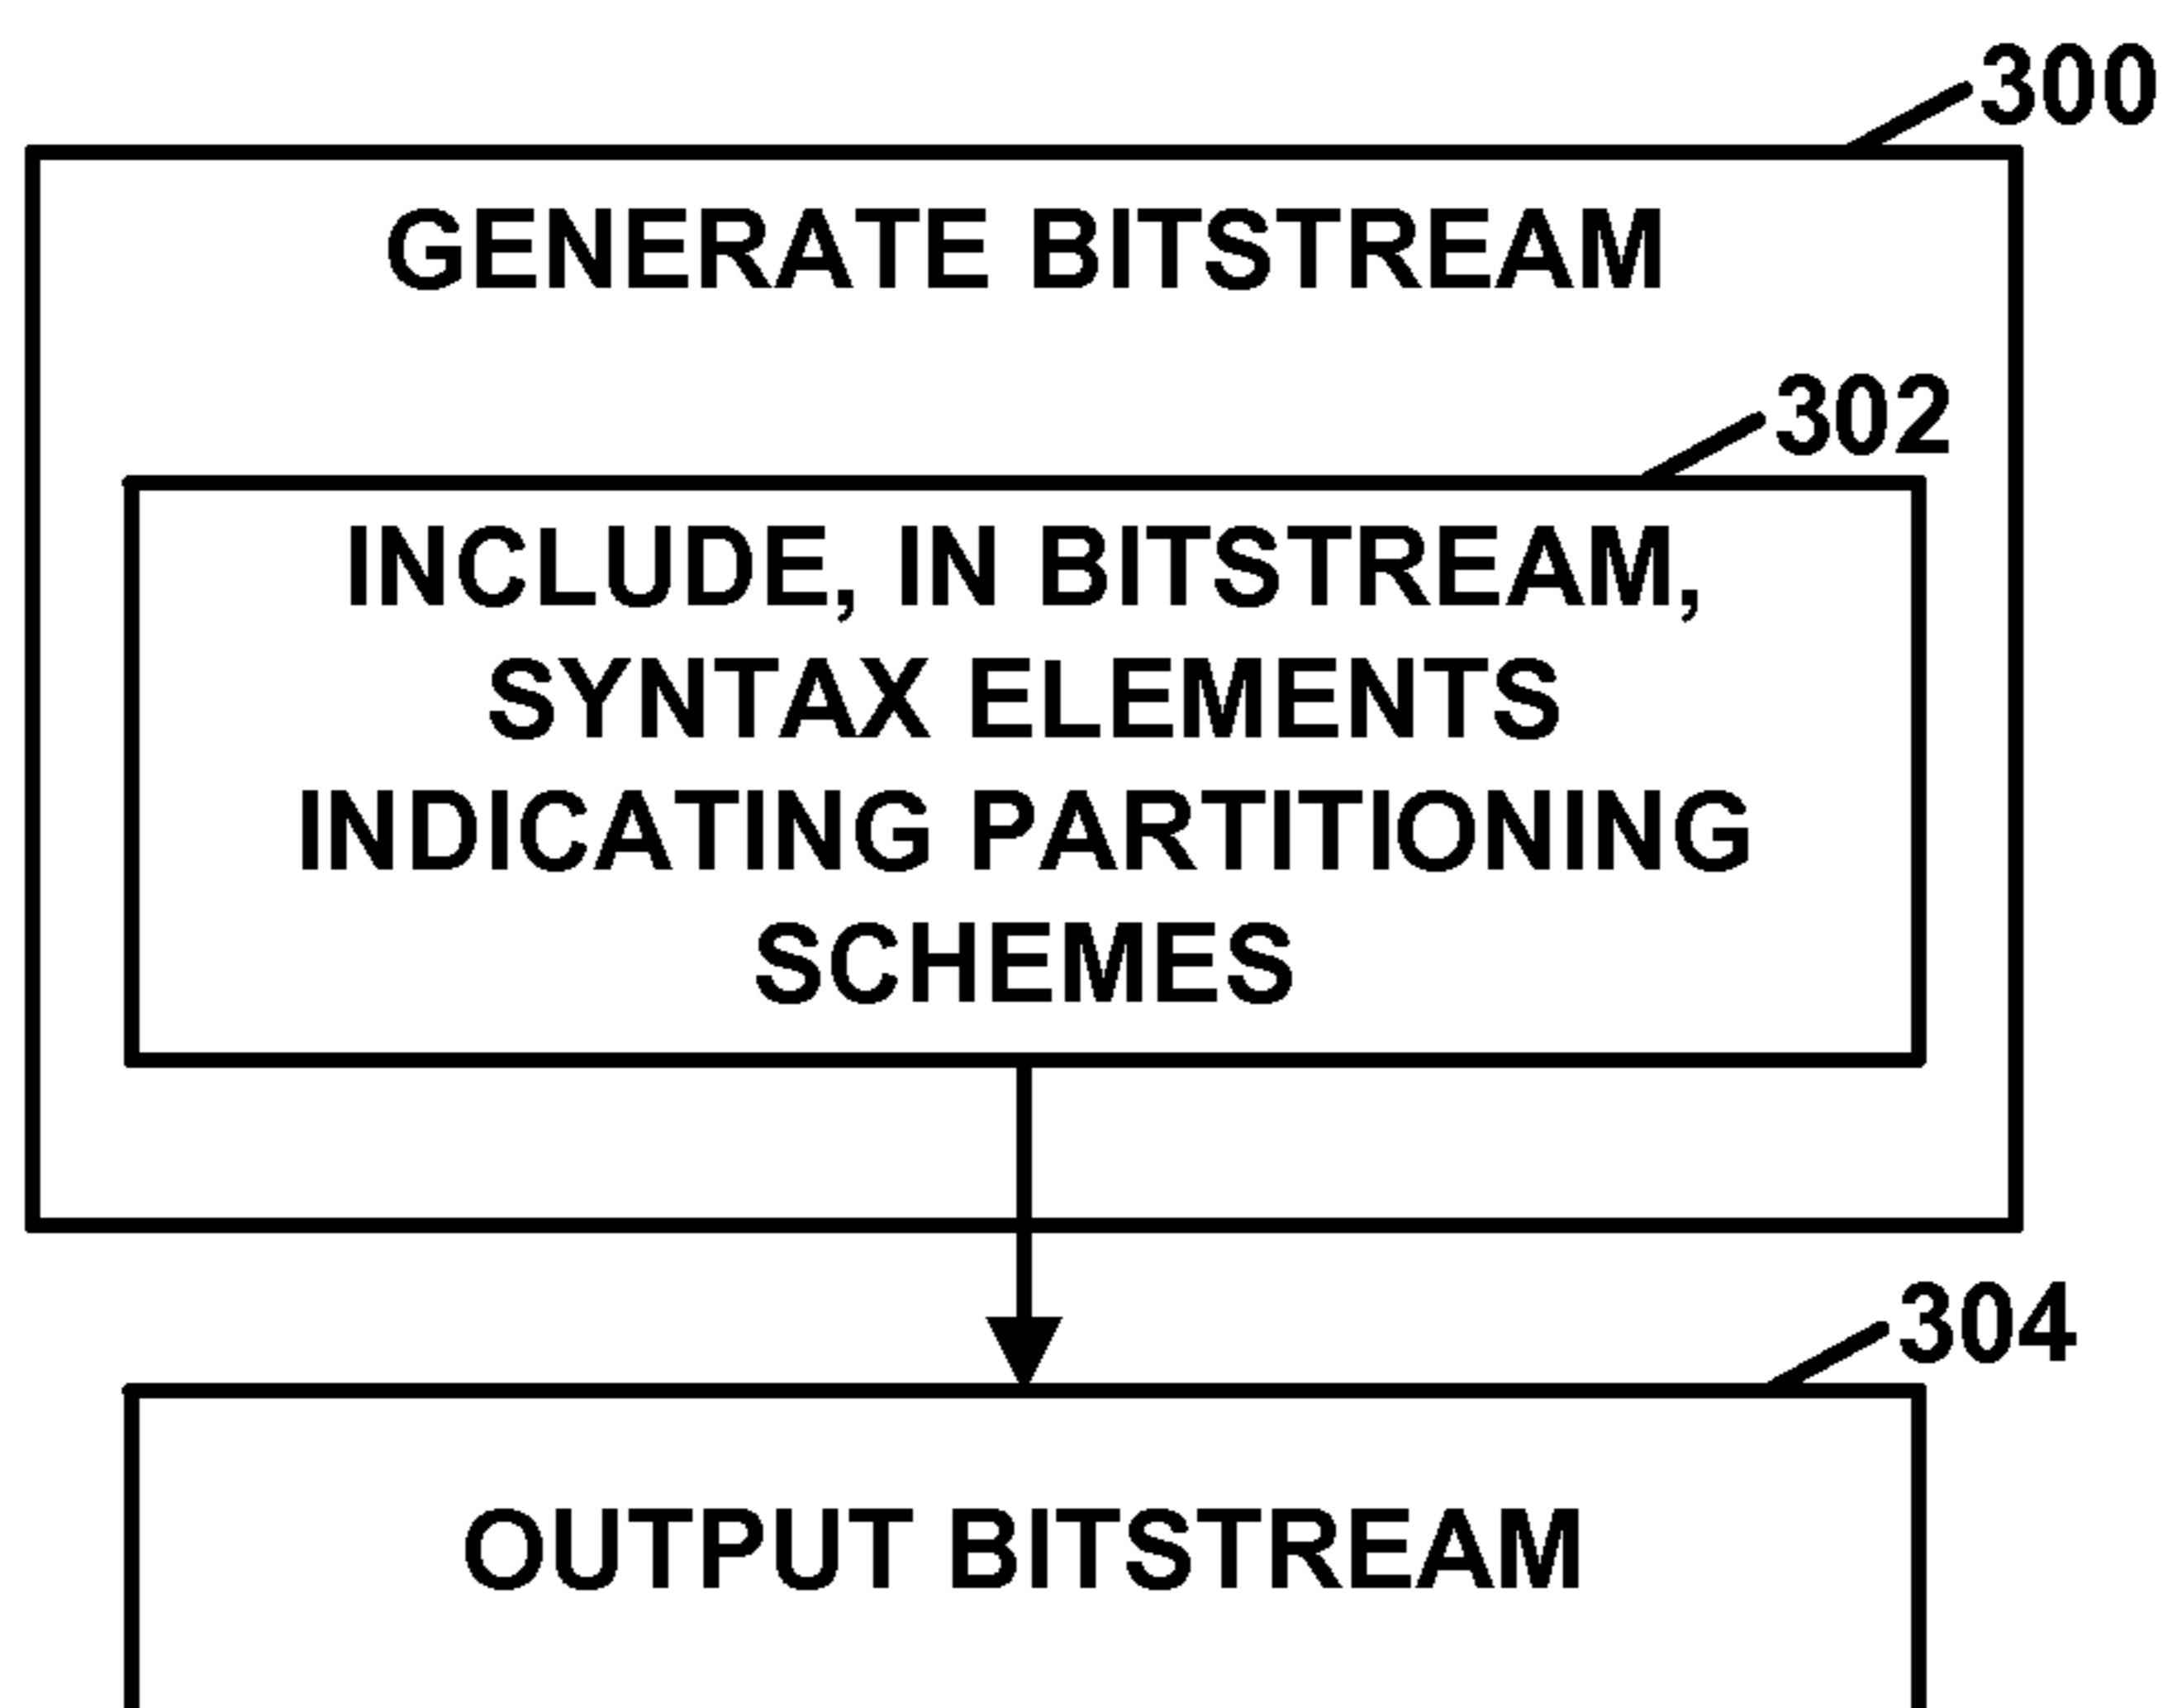 300
GENERATE BITSTREAM
302
INCLUDE, IN BITSTREAM,
SYNTAX ELEMENTS
INDICATING PARTITIONING
SCHEMES
304
OUTPUT BITSTREAM